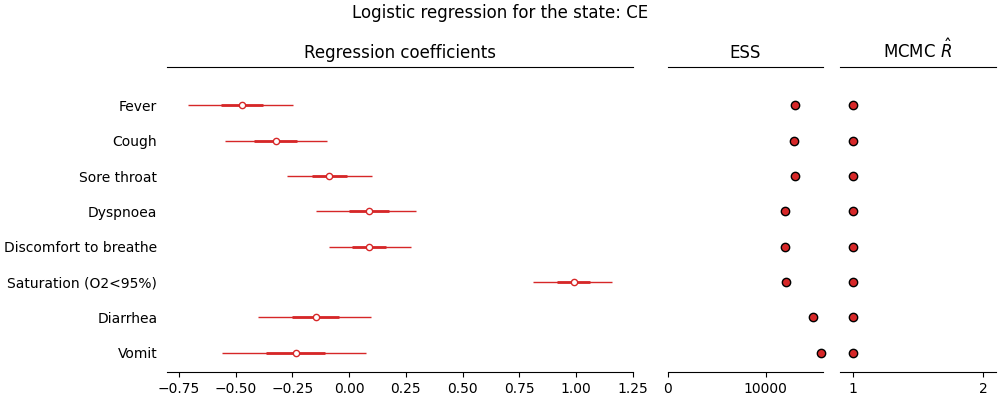 Logistic regression for the state: CE
Regression coefficients ESS MCMC R̂
Fever
Cough
Sore throat
Dyspnoea
Discomfort to breathe
Saturation (O2<95%)
Diarrhea
Vomit
−0.75 −0.50 −0.25 0.00 0.25 0.50 0.75 1.00 1.25 0 10000 1 2